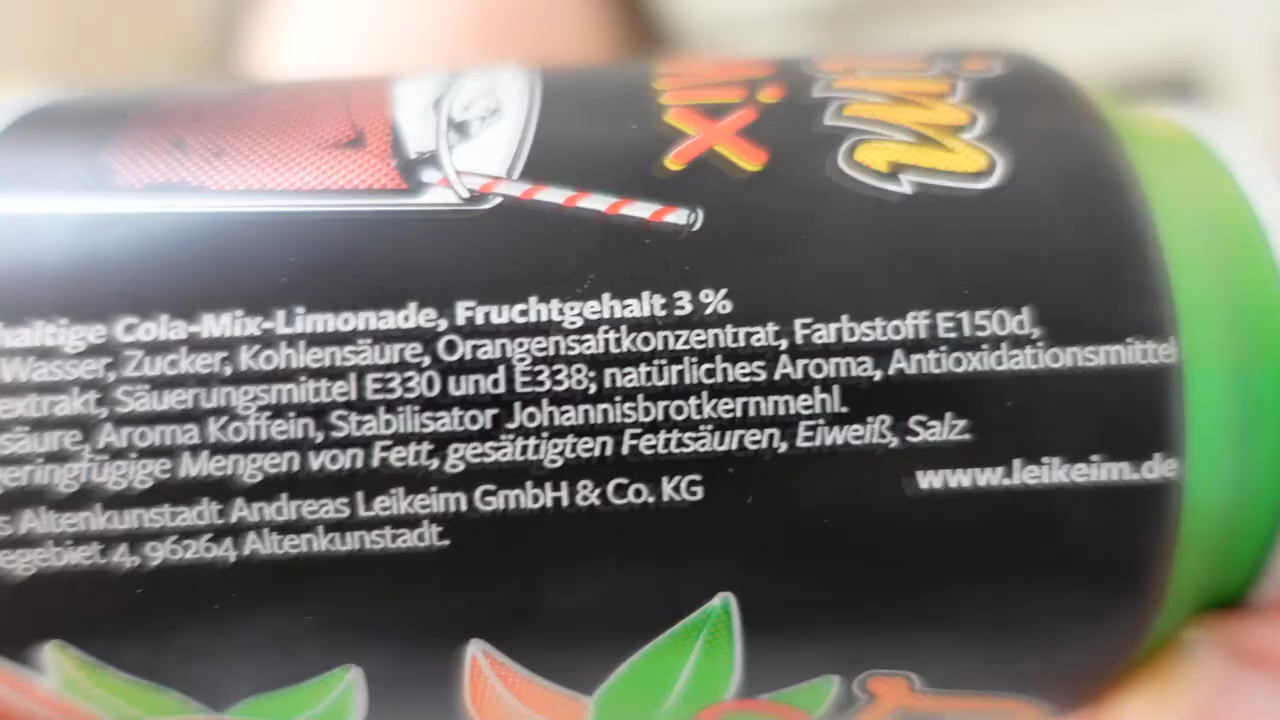 Mix
haltige Cola-Mix-Limonade, Fruchtgehalt 3 %
Wasser, Zucker, Kohlensäure, Orangensaftkonzentrat, Farbstoff E150d,
extrakt, Säuerungsmittel E330 und E338; natürliches Aroma, Antioxidationsmittel
säure, Aroma Koffein, Stabilisator Johannisbrotkernmehl.
geringfügige Mengen von Fett, gesättigten Fettsäuren, Eiweiß, Salz.
www.leikeim.de
s Altenkunstadt Andreas Leikeim GmbH & Co. KG
egebiet 4, 96264 Altenkunstadt.